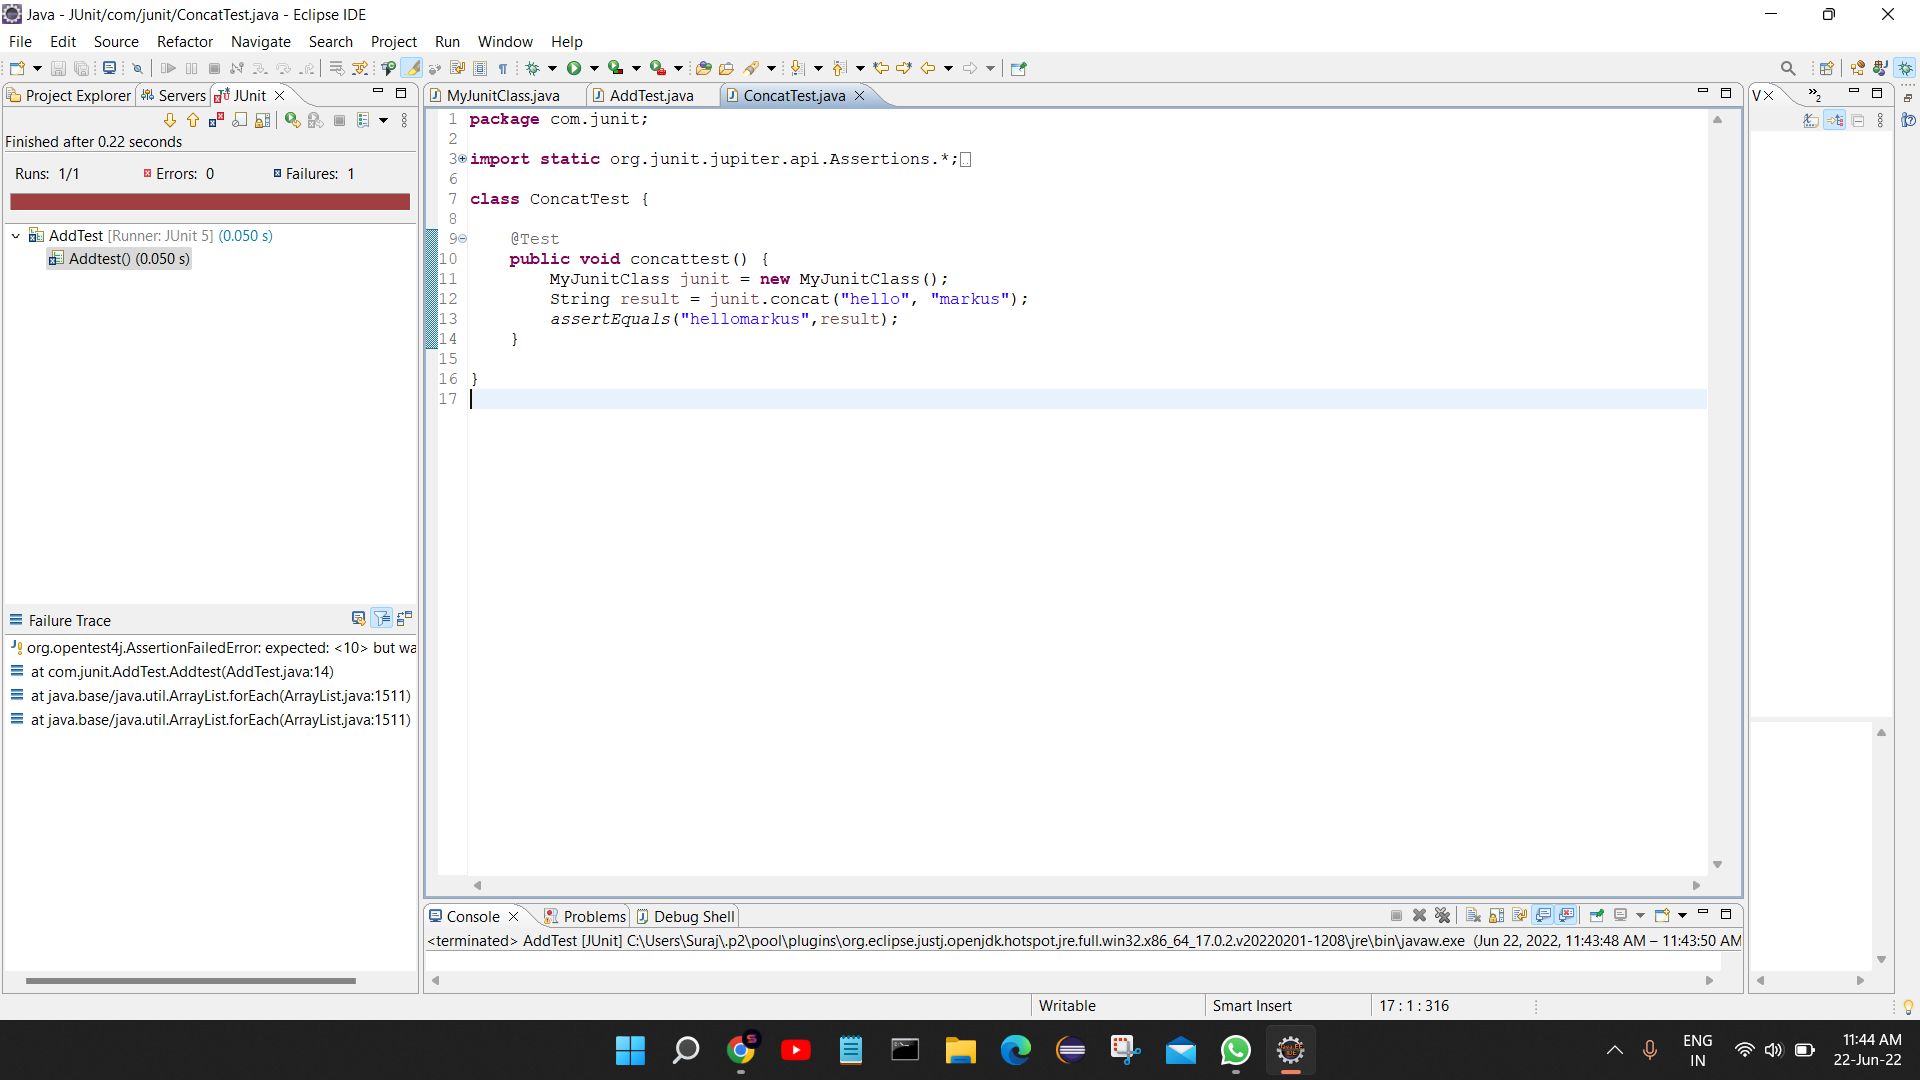 Java - JUnit/com/junit/ConcatTest.java - Eclipse IDE
File Edit Source Refactor Navigate Search Project Run Window Help
Project Explorer Servers JUnit
MyJunitClass.java AddTest.java ConcatTest.java
V
2
Finished after 0.22 seconds
Runs: 1/1 Errors: 0 Failures: 1
AddTest [Runner: JUnit 5] (0.050 s)
Addtest() (0.050 s)
Failure Trace
org.opentest4j.AssertionFailedError: expected: <10> but wa
at com.junit.AddTest.Addtest(AddTest.java:14)
at java.base/java.util.ArrayList.forEach(ArrayList.java:1511)
at java.base/java.util.ArrayList.forEach(ArrayList.java:1511)
1 package com.junit;
2
3 import static org.junit.jupiter.api.Assertions.*;
6
7 class ConcatTest {
8
9 @Test
10 public void concattest() {
11 MyJunitClass junit = new MyJunitClass();
12 String result = junit.concat("hello", "markus");
13 assertEquals("hellomarkus",result);
14 }
15
16 }
17
Console Problems Debug Shell
<terminated> AddTest [JUnit] C:\Users\Suraj\.p2\pool\plugins\org.eclipse.justj.openjdk.hotspot.jre.full.win32.x86_64_17.0.2.v20220201-1208\jre\bin\javaw.exe (Jun 22, 2022, 11:43:48 AM – 11:43:50 AM
Writable Smart Insert 17 : 1 : 316
ENG
IN
11:44 AM
22-Jun-22